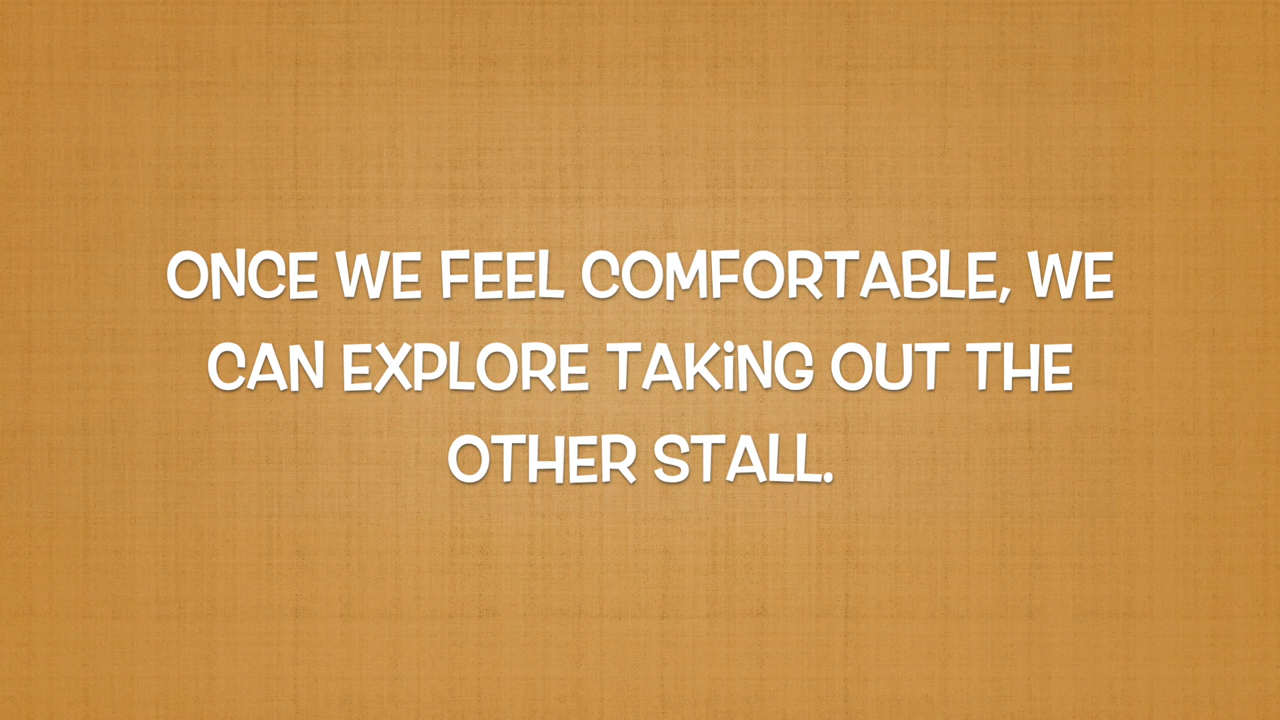 ONCE WE FEEL COMFORTABLE, WE
CAN EXPLORE TAKiNG OUT THE
OTHER STALL.